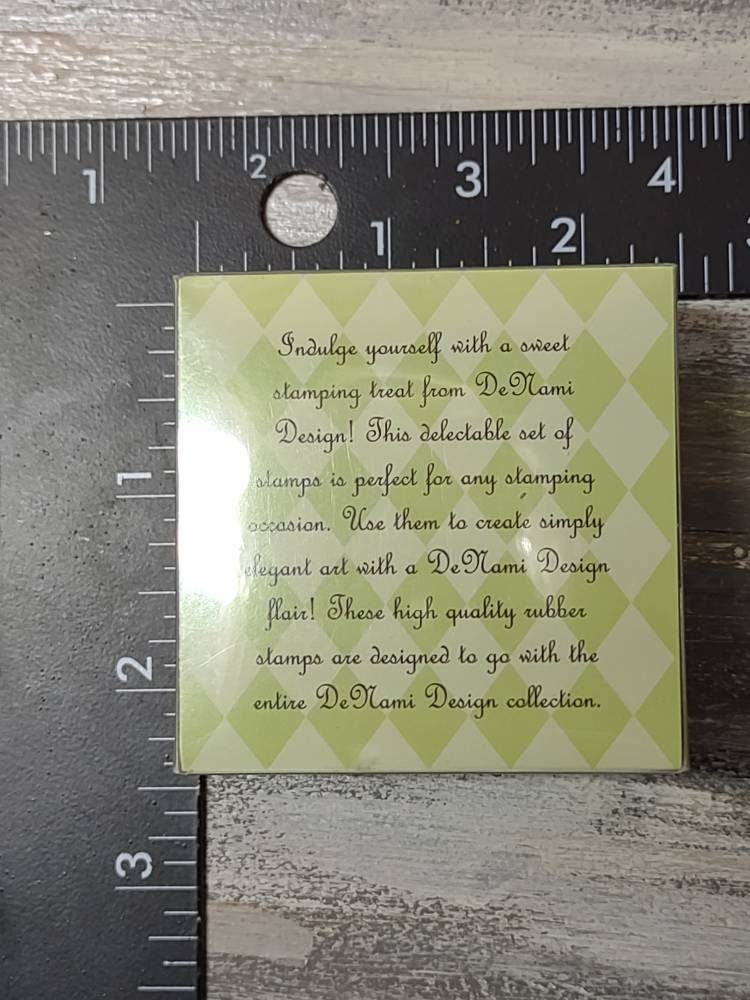 1 2 3 4
1 2
Indulge yourself with a sweet
stamping treat from DeNami
Design! This delectable set of
stamps is perfect for any stamping
occasion. Use them to create simply
elegant art with a DeNami Design
flair! These high quality rubber
stamps are designed to go with the
entire DeNami Design collection.
1
2
3